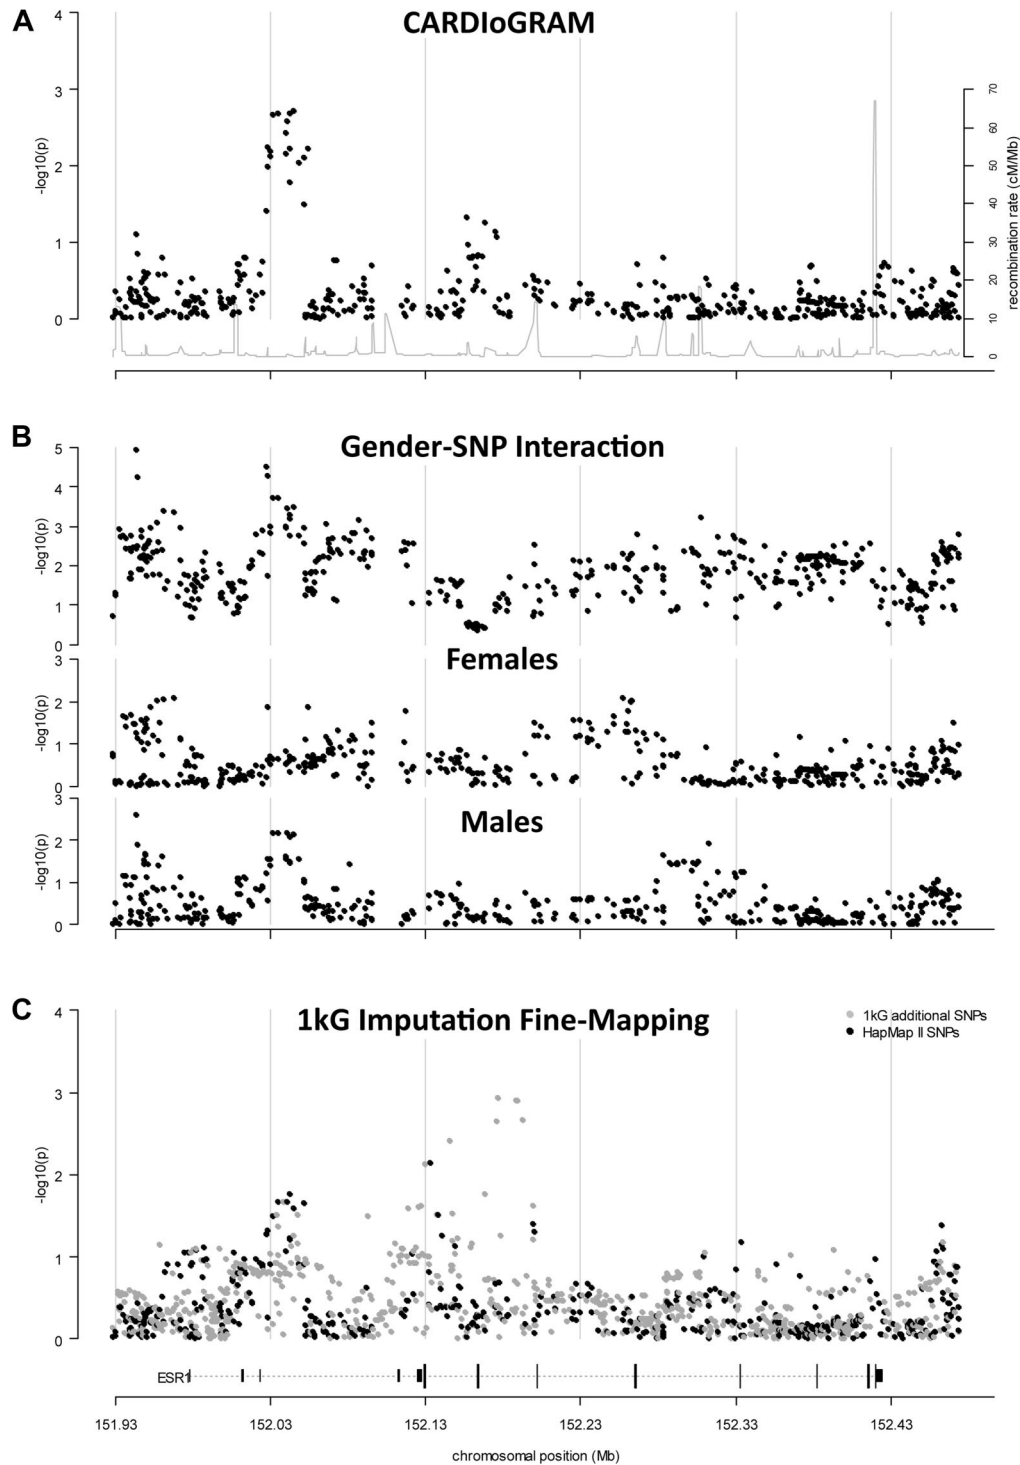 A
CARDIoGRAM
4
3
2
1
0
-log10(p)
70
60
50
40
30
20
10
0
recombination rate (cM/Mb)
B
Gender-SNP Interaction
5
4
3
2
1
0
-log10(p)
Females
3
2
1
0
-log10(p)
Males
3
2
1
0
-log10(p)
C
1kG Imputation Fine-Mapping
1kG additional SNPs
HapMap II SNPs
4
3
2
1
0
-log10(p)
ESR1
151.93 152.03 152.13 152.23 152.33 152.43
chromosomal position (Mb)